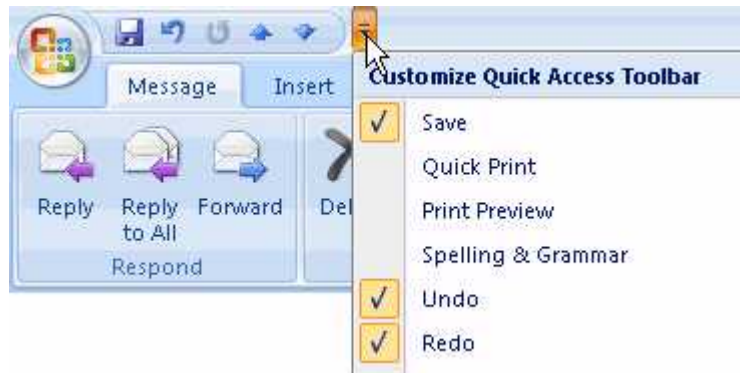 Message Insert
Customize Quick Access Toolbar
Save
Quick Print
Print Preview
Spelling & Grammar
Undo
Redo
Reply Reply to All Forward Del
Respond